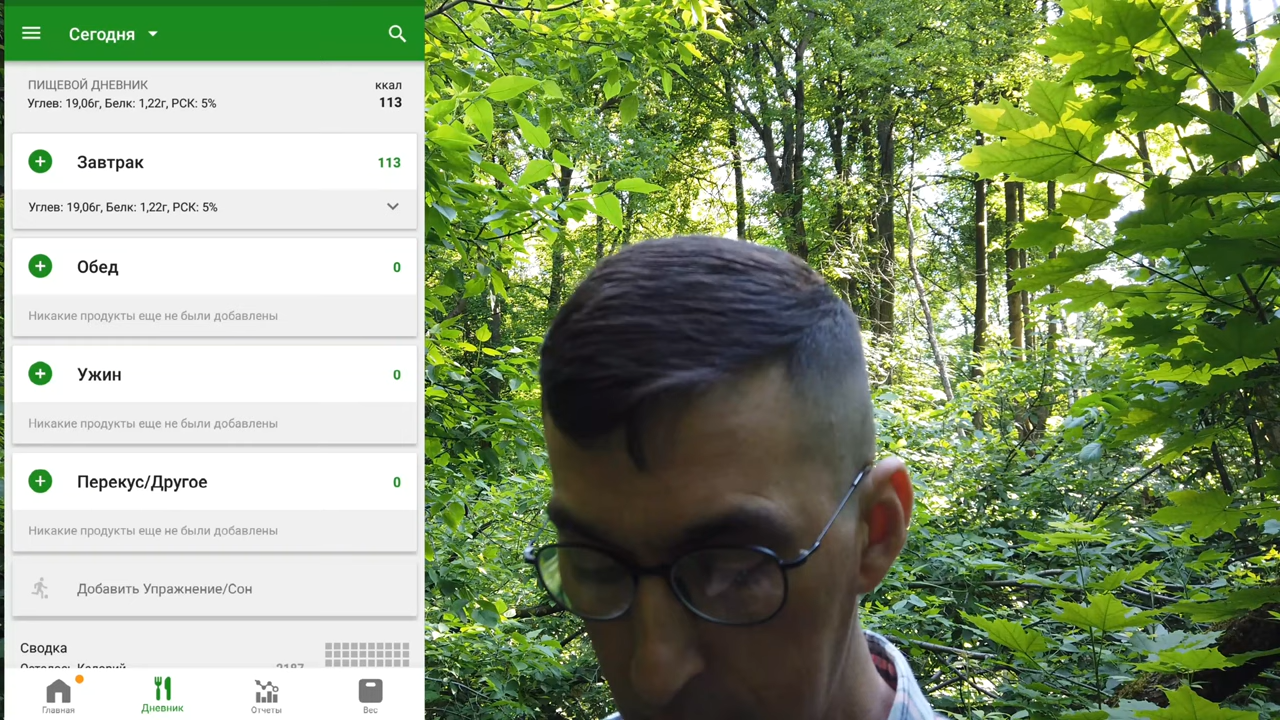 Сегодня
ПИЩЕВОЙ ДНЕВНИК
ккал
Углев: 19,06г, Белк: 1,22г, РСК: 5%
113
Завтрак
113
Углев: 19,06г, Белк: 1,22г, РСК: 5%
Обед
0
Никакие продукты еще не были добавлены
Ужин
0
Никакие продукты еще не были добавлены
Перекус/Другое
0
Никакие продукты еще не были добавлены
Добавить Упражнение/Сон
Сводка
Главная
Дневник
Отчеты
Вес